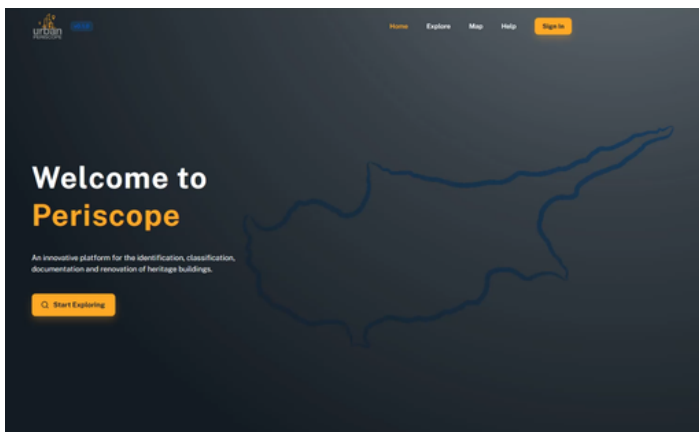 urban
PERISCOPE
Home Explore Map Help Sign In
Welcome to
Periscope
An innovative platform for the identification, classification,
documentation and renovation of heritage buildings.
Start Exploring